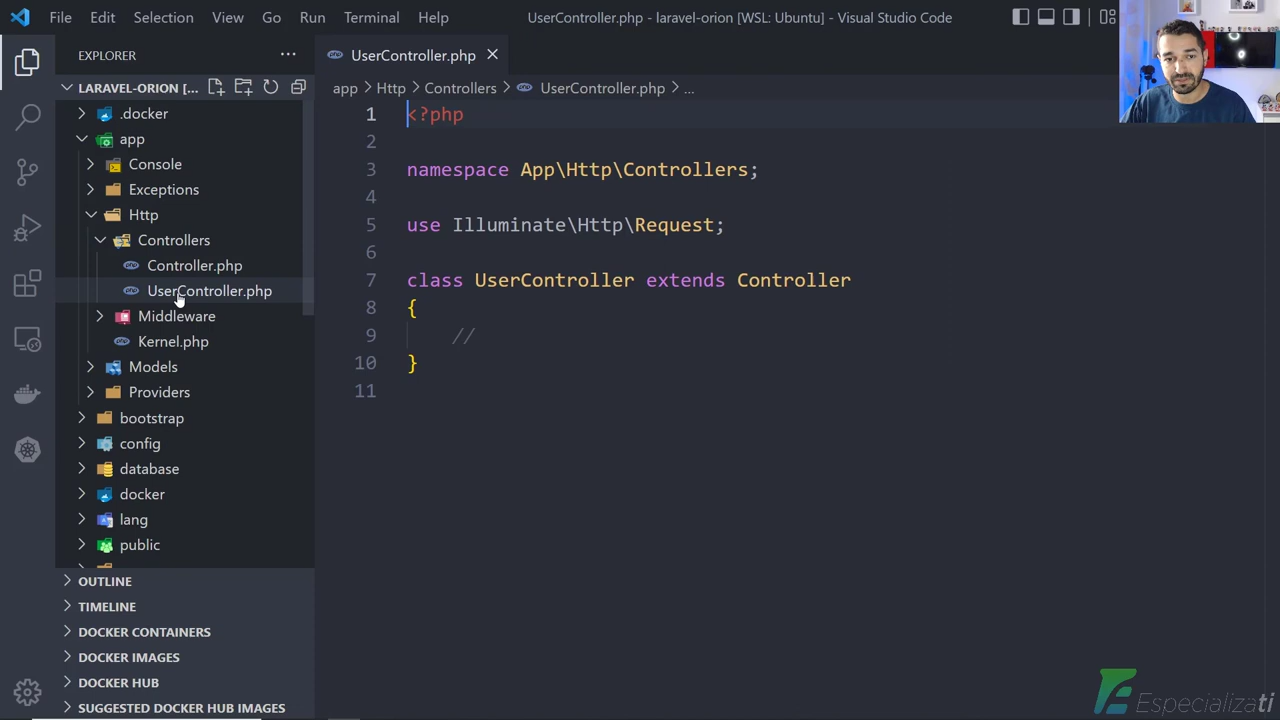 File Edit Selection View Go Run Terminal Help UserController.php - laravel-orion [WSL: Ubuntu] - Visual Studio Code
EXPLORER
LARAVEL-ORION [...
.docker
app
Console
Exceptions
Http
Controllers
Controller.php
UserController.php
Middleware
Kernel.php
Models
Providers
bootstrap
config
database
docker
lang
public
OUTLINE
TIMELINE
DOCKER CONTAINERS
DOCKER IMAGES
DOCKER HUB
SUGGESTED DOCKER HUB IMAGES
UserController.php
app > Http > Controllers > UserController.php > ...
1 <?php
2
3 namespace App\Http\Controllers;
4
5 use Illuminate\Http\Request;
6
7 class UserController extends Controller
8 {
9 //
10 }
11
Especializati